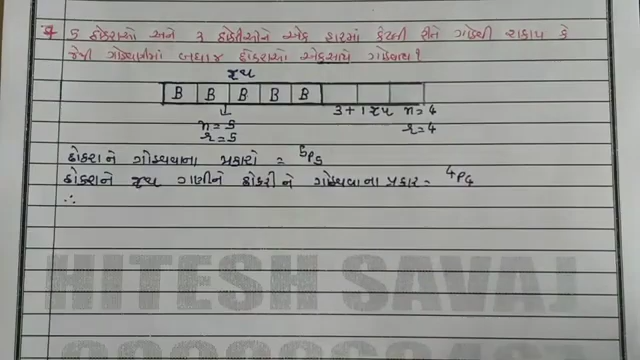 5 છોકરાઓ અને 3 છોકરીઓને એક હારમાં કેટલી રીતે ગોઠવી શકાય કે
જેથી ગોઠવણીમાં બધા જ છોકરાઓ એકસાથે ગોઠવાય?
ગ્રુપ
B B B B B
↓ 3+1 ગ્રુપ n=4
n=5 r=4
r=5
છોકરાને ગોઠવવાના પ્રકારો = ⁵P₅
છોકરાને ગ્રુપ ગણીને છોકરીને ગોઠવવાના પ્રકાર = ⁴P₄
∴
HITESH SAVAJ